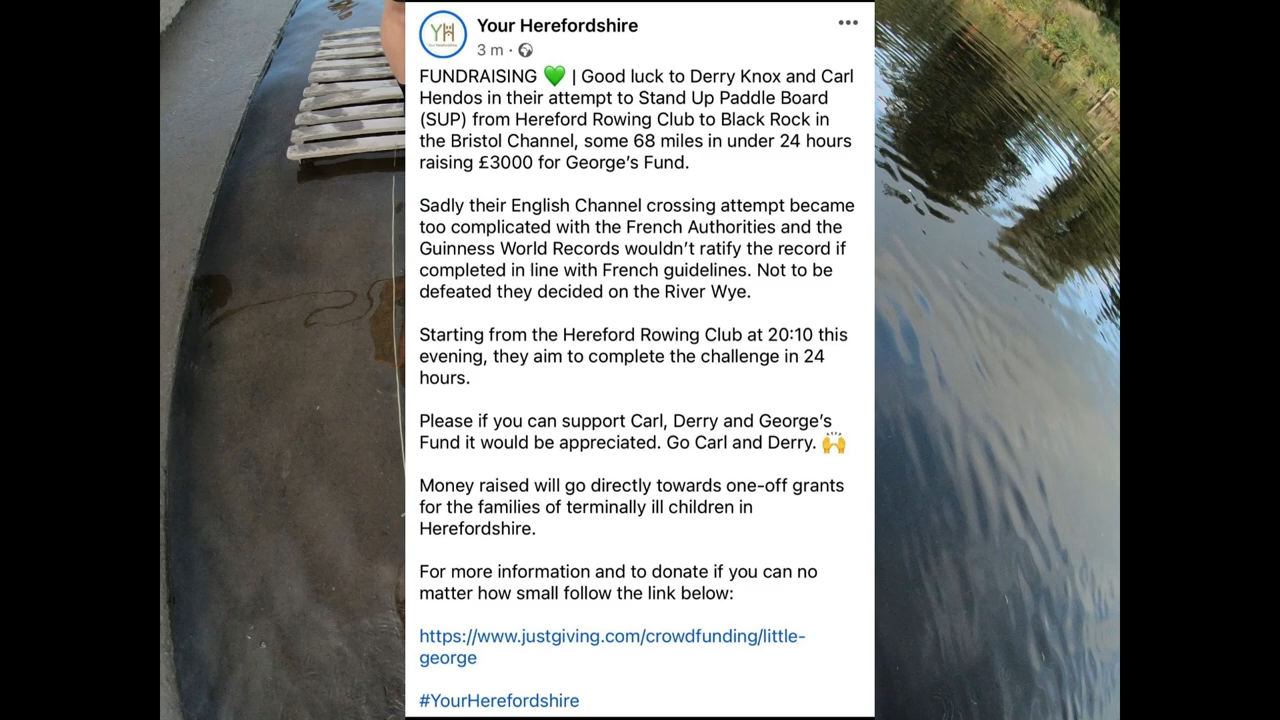 YH
Your Herefordshire
3 m ·
FUNDRAISING 💚 | Good luck to Derry Knox and Carl
Hendos in their attempt to Stand Up Paddle Board
(SUP) from Hereford Rowing Club to Black Rock in
the Bristol Channel, some 68 miles in under 24 hours
raising £3000 for George’s Fund.
Sadly their English Channel crossing attempt became
too complicated with the French Authorities and the
Guinness World Records wouldn’t ratify the record if
completed in line with French guidelines. Not to be
defeated they decided on the River Wye.
Starting from the Hereford Rowing Club at 20:10 this
evening, they aim to complete the challenge in 24
hours.
Please if you can support Carl, Derry and George’s
Fund it would be appreciated. Go Carl and Derry. 🙌
Money raised will go directly towards one-off grants
for the families of terminally ill children in
Herefordshire.
For more information and to donate if you can no
matter how small follow the link below:
https://www.justgiving.com/crowdfunding/little-
george
#YourHerefordshire